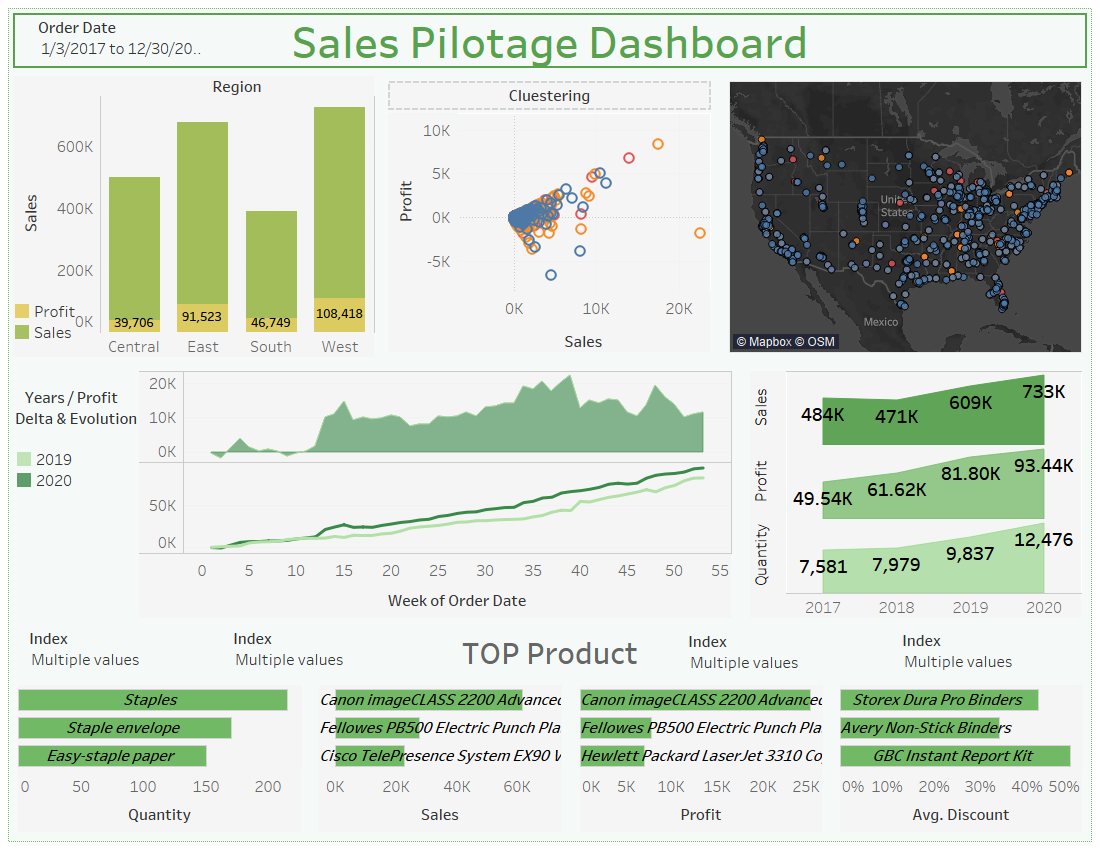 Order Date
1/3/2017 to 12/30/20..
Sales Pilotage Dashboard
Region
Sales
600K
400K
200K
0K
Profit
Sales
39,706
91,523
46,749
108,418
Central
East
South
West
Cluestering
Profit
10K
5K
0K
-5K
0K
10K
20K
Sales
United
States
Mexico
© Mapbox © OSM
Years / Profit
Delta & Evolution
2019
2020
20K
10K
0K
50K
0K
0
5
10
15
20
25
30
35
40
45
50
55
Week of Order Date
Sales
484K
471K
609K
733K
Profit
49.54K
61.62K
81.80K
93.44K
Quantity
7,581
7,979
9,837
12,476
2017
2018
2019
2020
Index
Multiple values
Index
Multiple values
TOP Product
Index
Multiple values
Index
Multiple values
Staples
Staple envelope
Easy-staple paper
0
50
100
150
200
Quantity
Canon imageCLASS 2200 Advanced
Fellowes PB500 Electric Punch Pla
Cisco TelePresence System EX90 V
0K
20K
40K
60K
Sales
Canon imageCLASS 2200 Advanced
Fellowes PB500 Electric Punch Pla
Hewlett Packard LaserJet 3310 Co
0K
5K
10K
15K
20K
25K
Profit
Storex Dura Pro Binders
Avery Non-Stick Binders
GBC Instant Report Kit
0%
10%
20%
30%
40%
50%
Avg. Discount